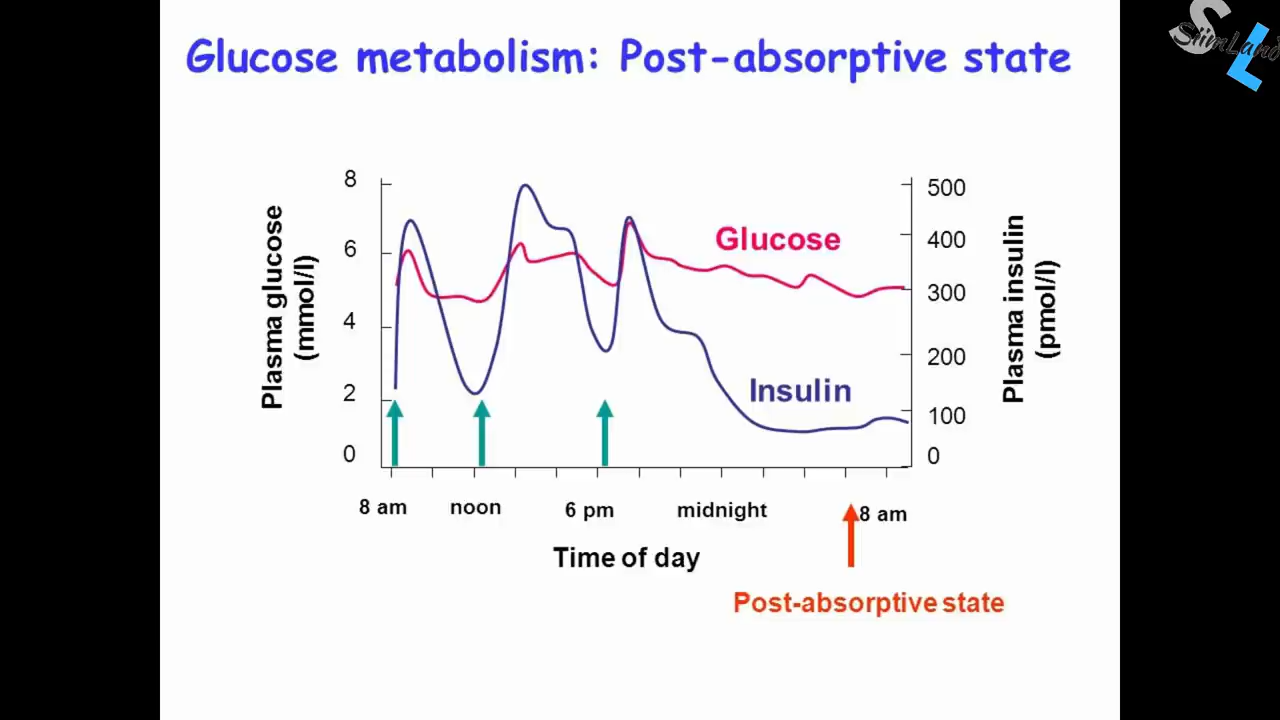 Glucose metabolism: Post-absorptive state
SiimLand
SL
8
6
4
2
0
Plasma glucose
(mmol/l)
Glucose
Insulin
500
400
300
200
100
0
Plasma insulin
(pmol/l)
8 am
noon
6 pm
midnight
8 am
Time of day
Post-absorptive state